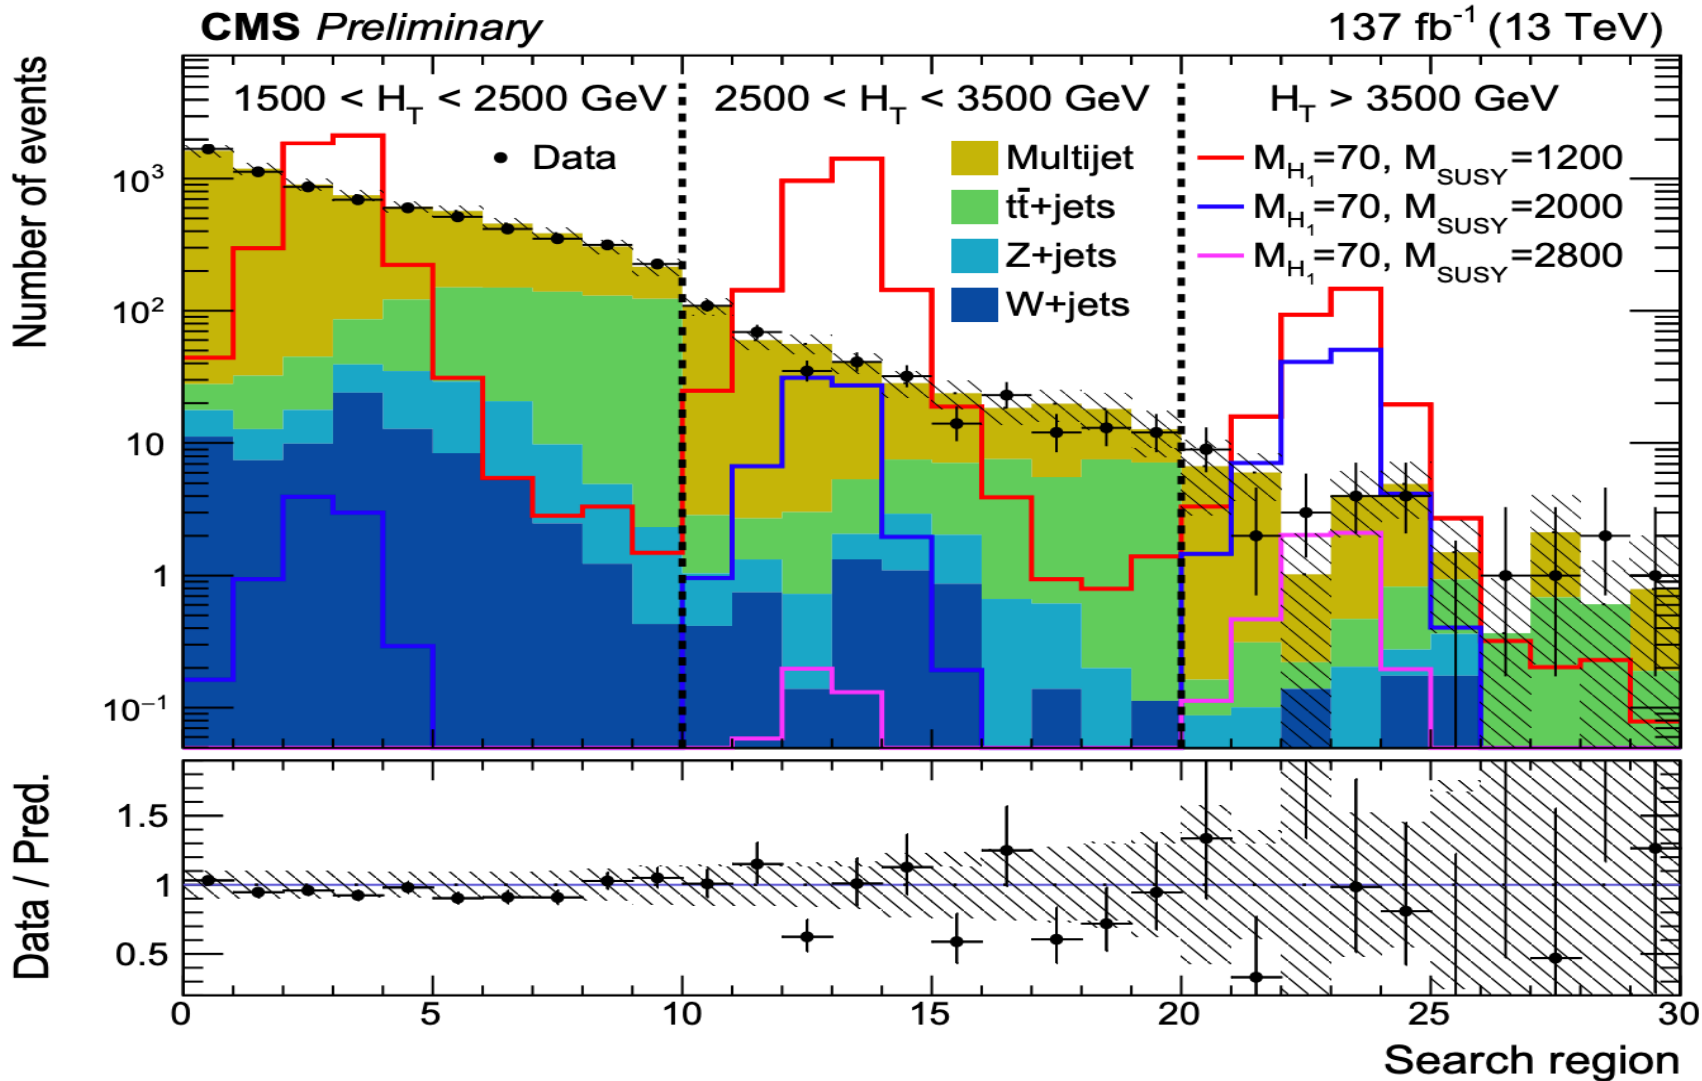 CMS Preliminary 137 fb⁻¹ (13 TeV)
Number of events
1500 < H_T < 2500 GeV 2500 < H_T < 3500 GeV H_T > 3500 GeV
Data Multijet M_H₁=70, M_SUSY=1200
tt̄+jets M_H₁=70, M_SUSY=2000
Z+jets M_H₁=70, M_SUSY=2800
W+jets
10³
10²
10
1
10⁻¹
Data / Pred.
1.5
1
0.5
0 5 10 15 20 25 30
Search region